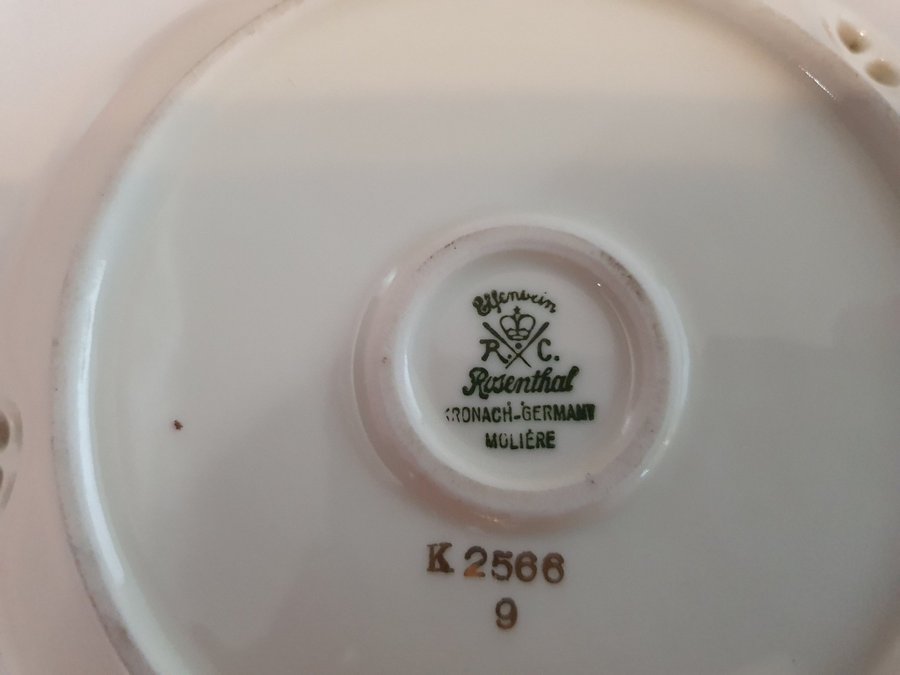 Elfenbein
R. C.
Rosenthal
KRONACH-GERMANY
MOLIÈRE
K 2566
9